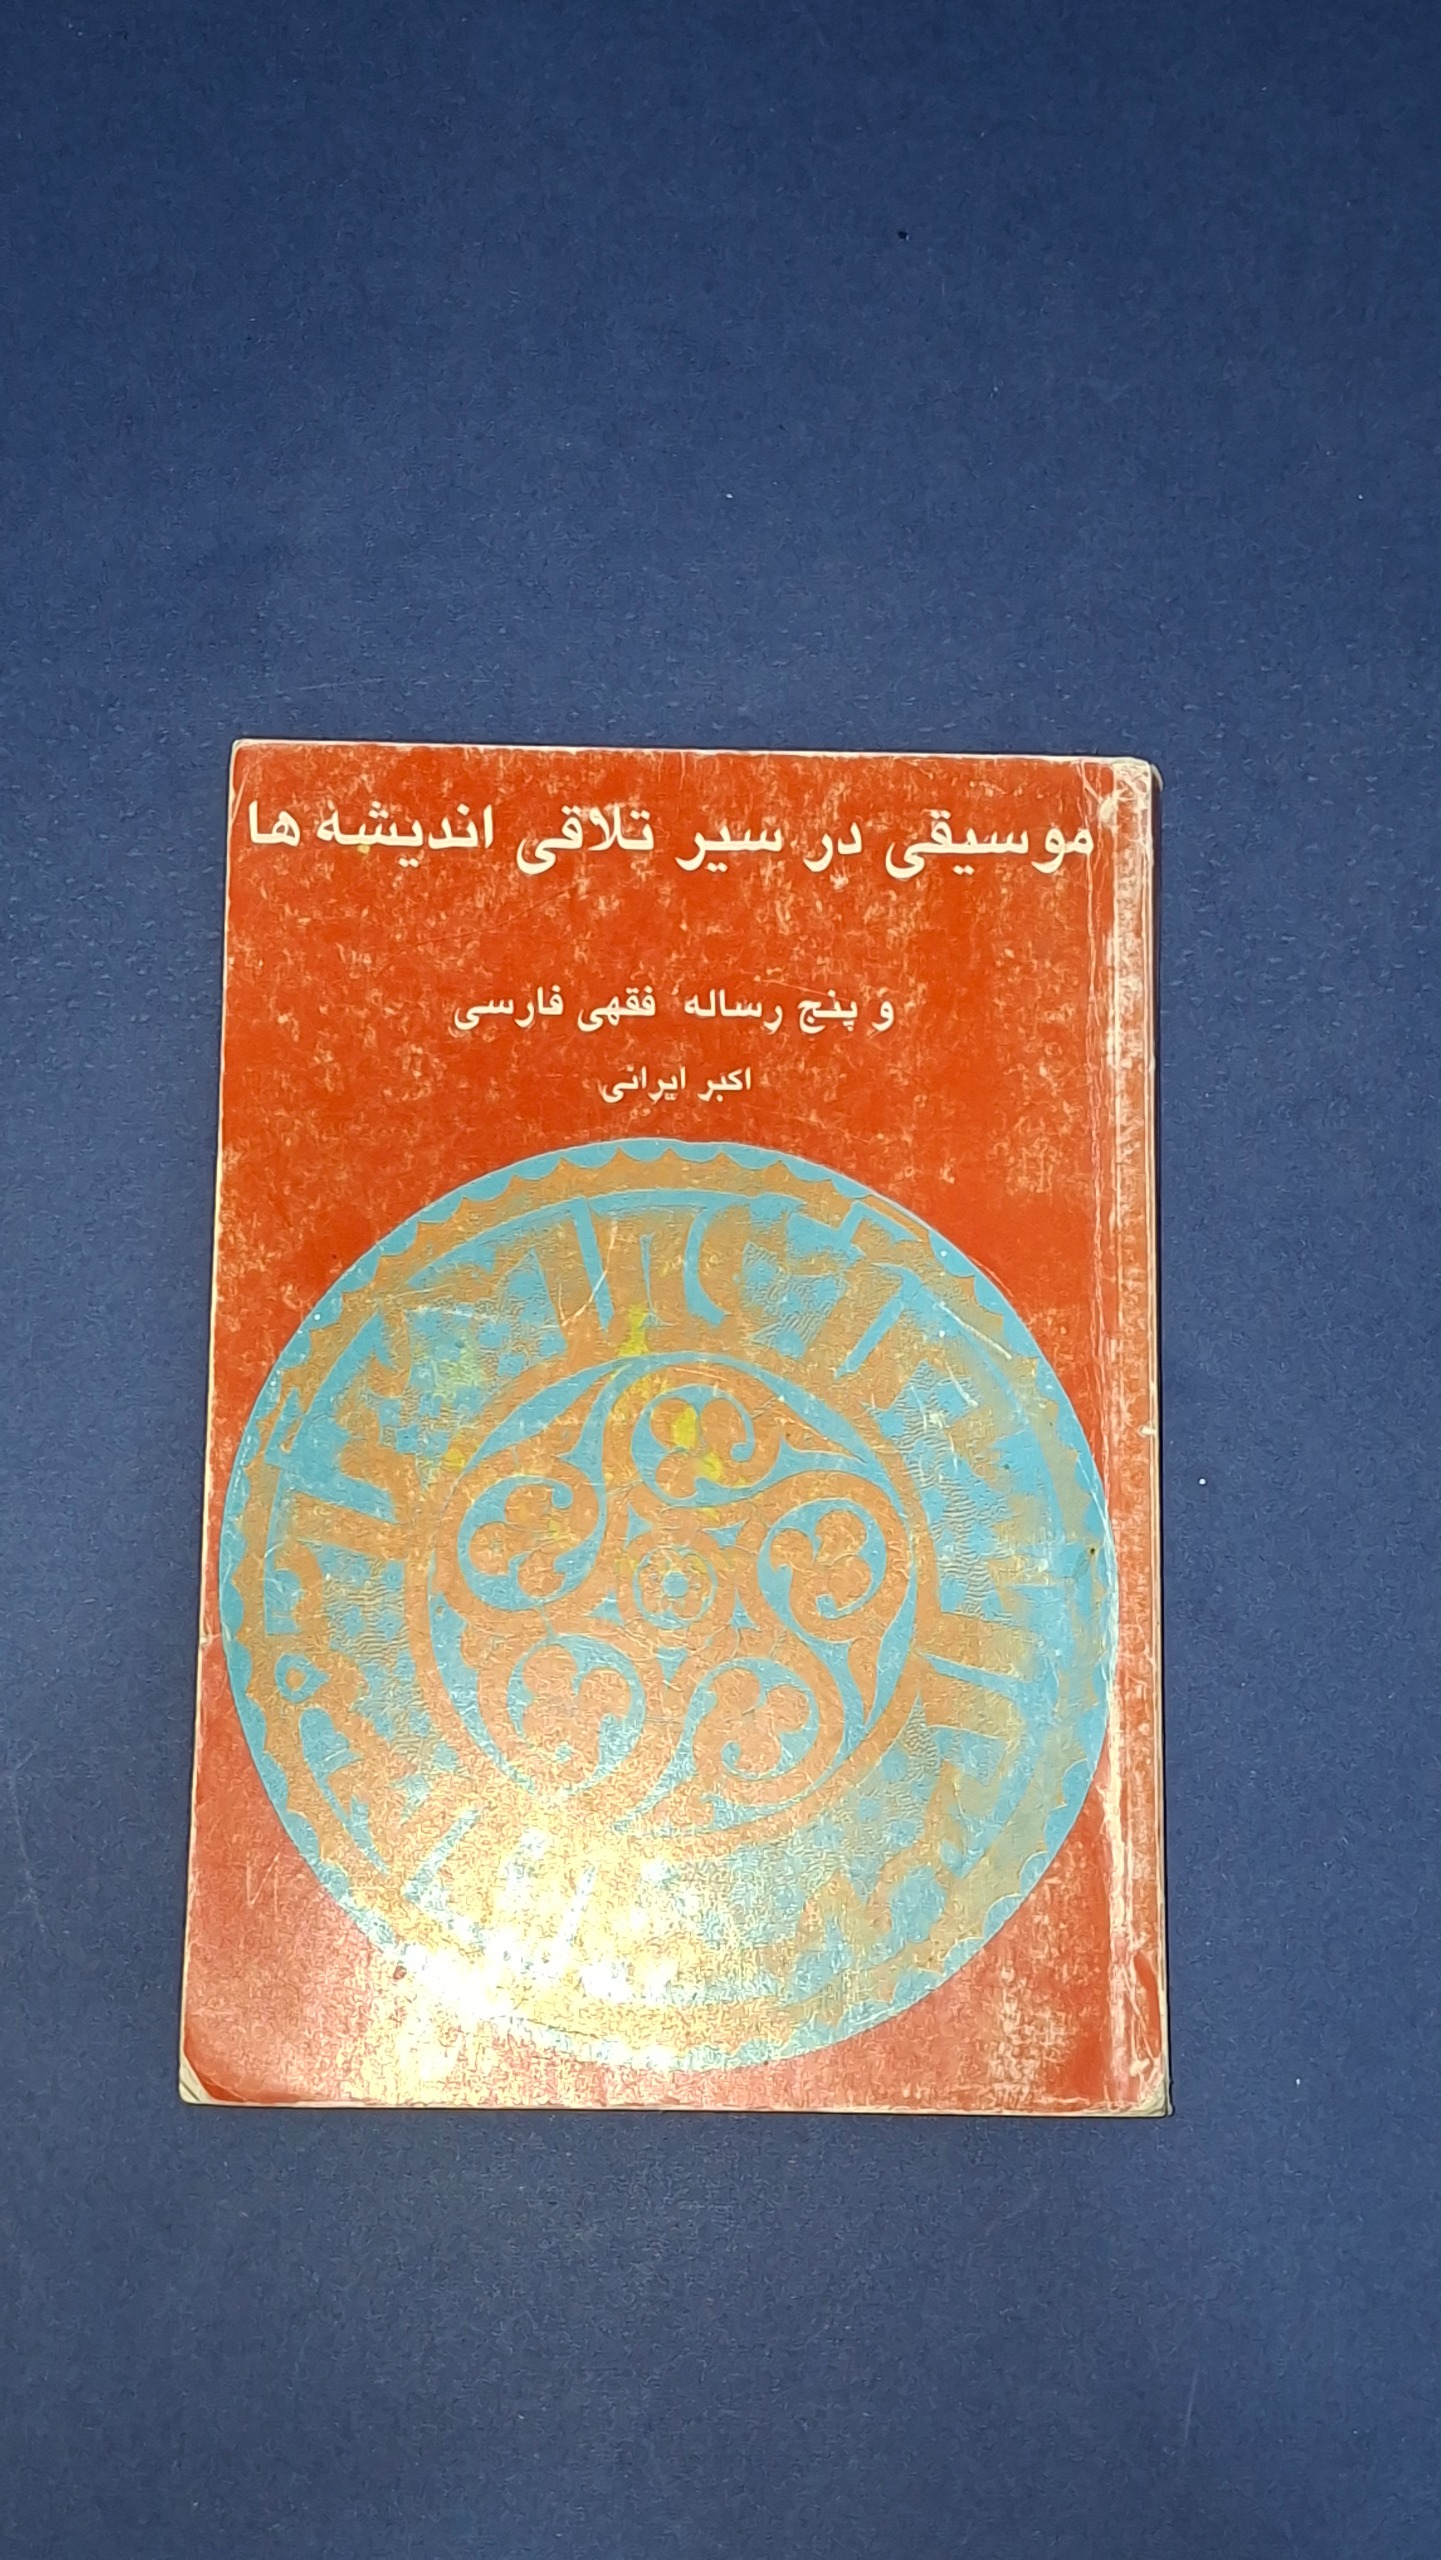 موسیقی در سیر تلاقی اندیشه ها
و پنج رسالهٔ فقهی فارسی
اکبر ایرانی